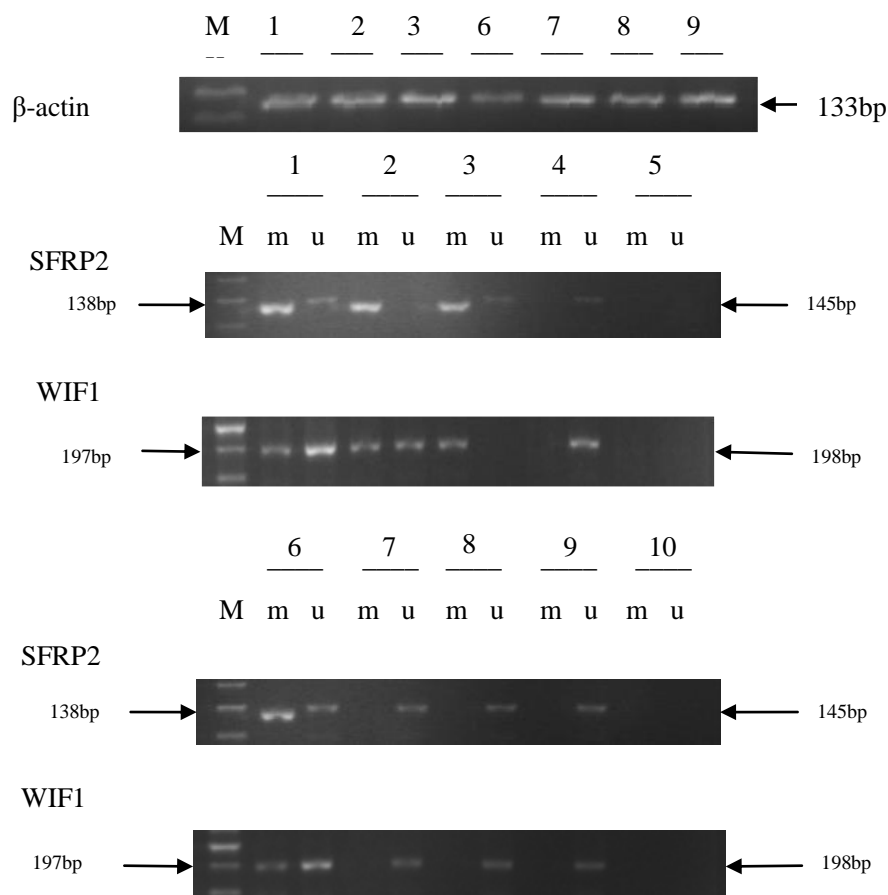 M 1 2 3 6 7 8 9
β-actin 133bp
1 2 3 4 5
M m u m u m u m u m u
SFRP2
138bp 145bp
WIF1
197bp 198bp
6 7 8 9 10
M m u m u m u m u m u
SFRP2
138bp 145bp
WIF1
197bp 198bp